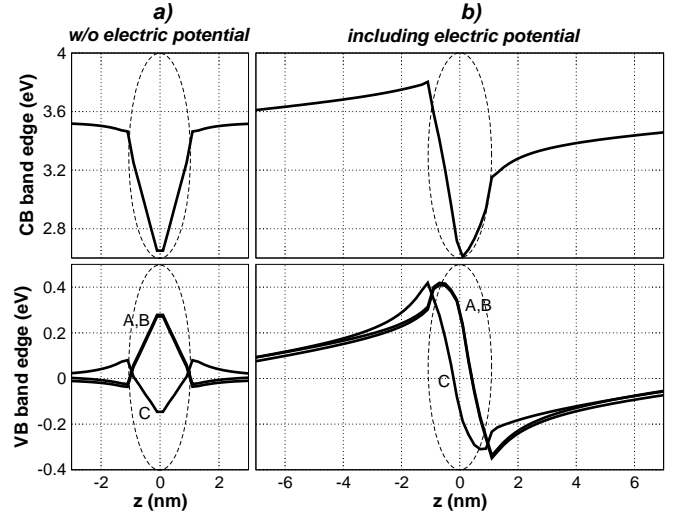 a)
b)
w/o electric potential
including electric potential
CB band edge (eV)
4
3.6
3.2
2.8
VB band edge (eV)
0.4
0.2
0
-0.2
-0.4
A,B
C
A,B
C
-2 0 2
-6 -4 -2 0 2 4 6
z (nm)
z (nm)